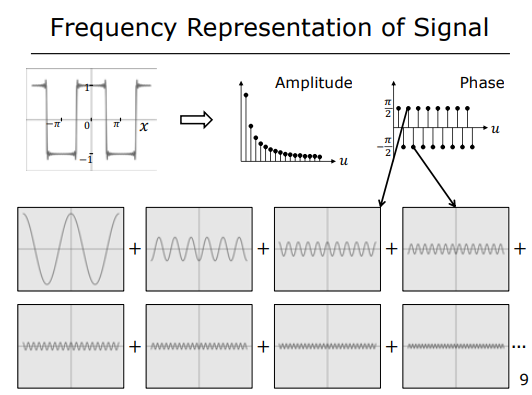 Frequency Representation of Signal
1
−π 0 π x
−1
Amplitude
u
Phase
π/2
−π/2
u
+ + + +
+ + + ...
9